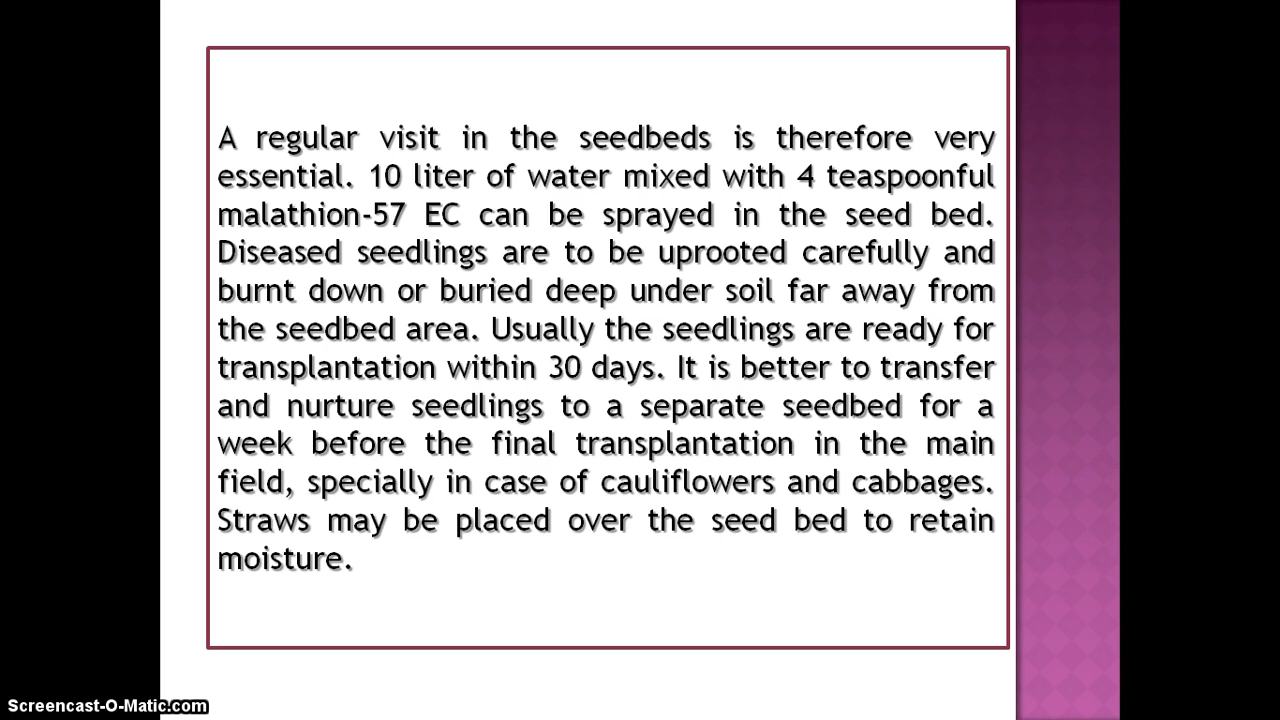 A regular visit in the seedbeds is therefore very
essential. 10 liter of water mixed with 4 teaspoonful
malathion-57 EC can be sprayed in the seed bed.
Diseased seedlings are to be uprooted carefully and
burnt down or buried deep under soil far away from
the seedbed area. Usually the seedlings are ready for
transplantation within 30 days. It is better to transfer
and nurture seedlings to a separate seedbed for a
week before the final transplantation in the main
field, specially in case of cauliflowers and cabbages.
Straws may be placed over the seed bed to retain
moisture.
Screencast-O-Matic.com